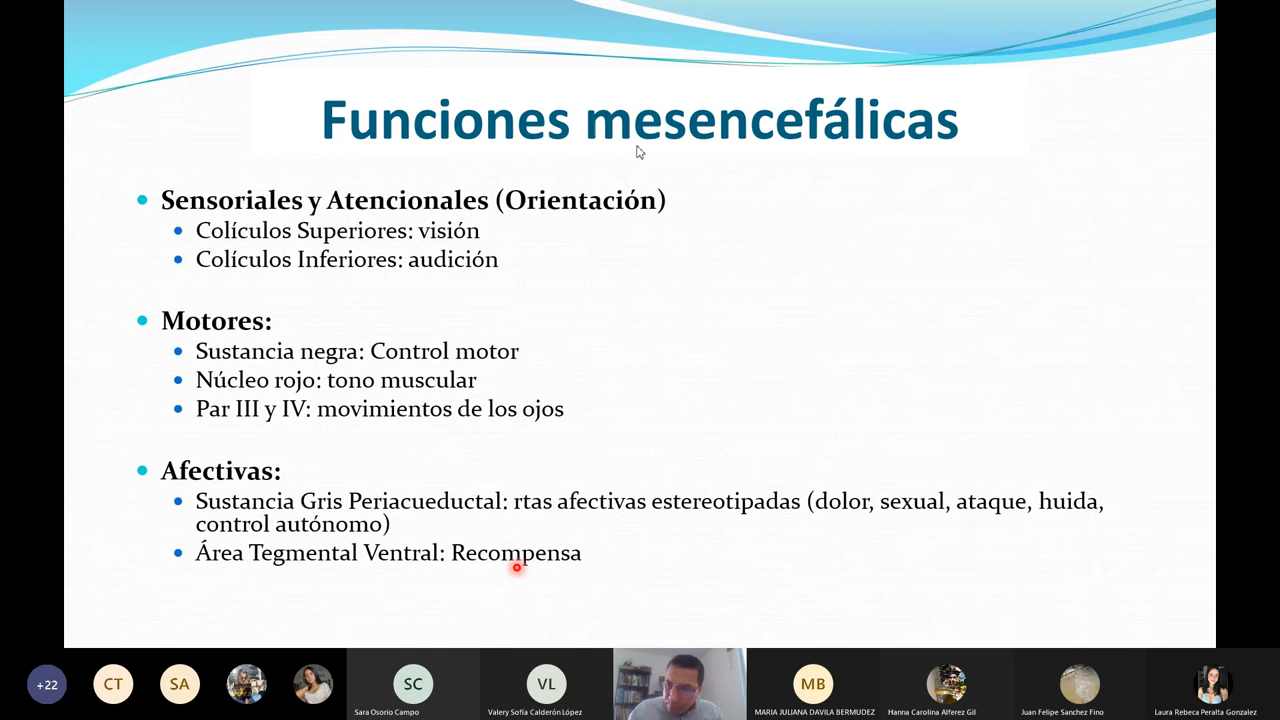 Funciones mesencefálicas
Sensoriales y Atencionales (Orientación)
Colículos Superiores: visión
Colículos Inferiores: audición
Motores:
Sustancia negra: Control motor
Núcleo rojo: tono muscular
Par III y IV: movimientos de los ojos
Afectivas:
Sustancia Gris Periacueductal: rtas afectivas estereotipadas (dolor, sexual, ataque, huida,
control autónomo)
Área Tegmental Ventral: Recompensa
+22
CT
SA
SC
Sara Osorio Campo
VL
Valery Sofía Calderón López
MB
MARIA JULIANA DAVILA BERMUDEZ
Hanna Carolina Alferez Gil
Juan Felipe Sanchez Fino
Laura Rebeca Peralta Gonzalez